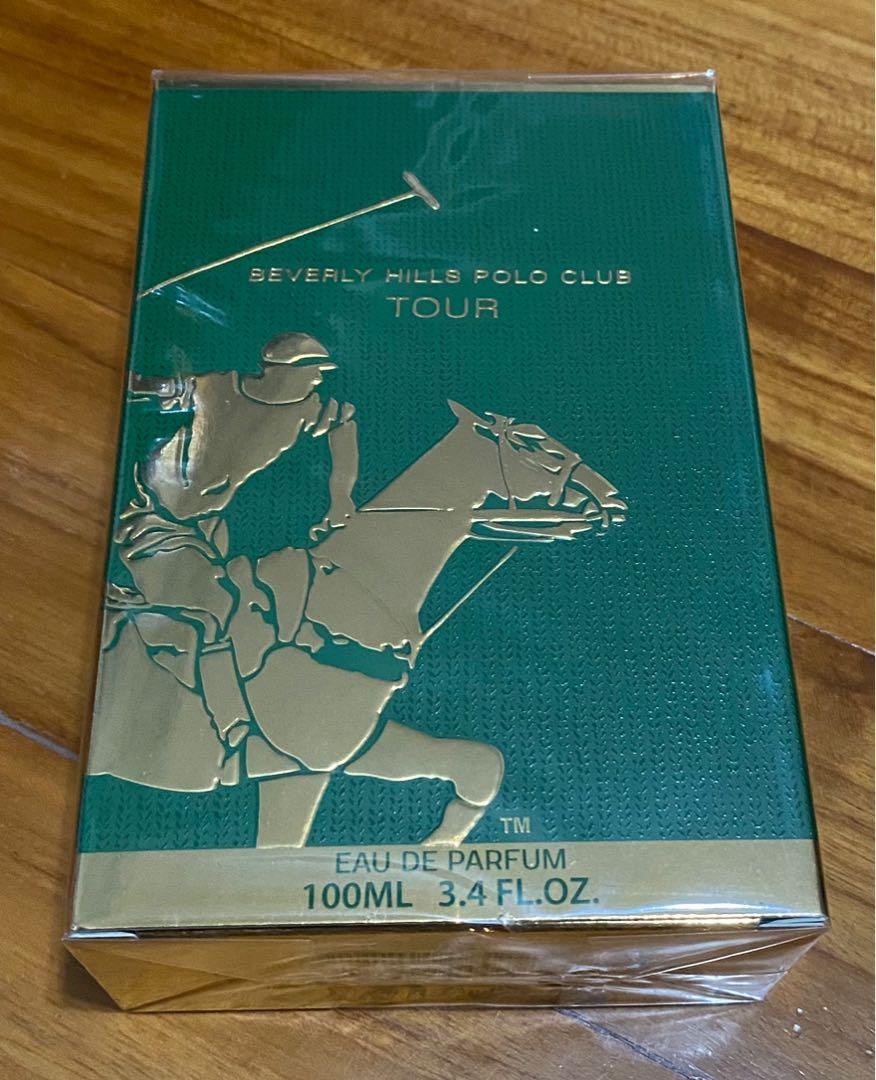 BEVERLY HILLS POLO CLUB
TOUR
TM
EAU DE PARFUM
100ML 3.4 FL.OZ.